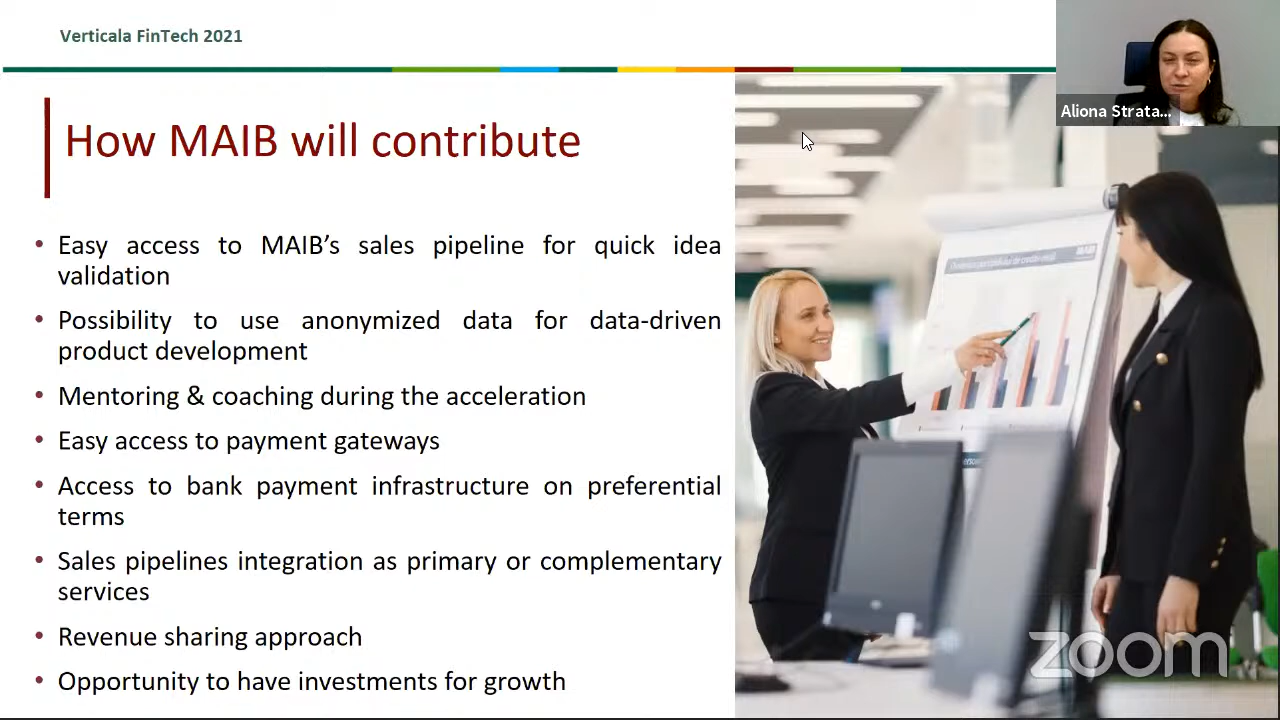 Verticala FinTech 2021
Aliona Strata...
How MAIB will contribute
• Easy access to MAIB’s sales pipeline for quick idea
validation
• Possibility to use anonymized data for data-driven
product development
• Mentoring & coaching during the acceleration
• Easy access to payment gateways
• Access to bank payment infrastructure on preferential
terms
• Sales pipelines integration as primary or complementary
services
• Revenue sharing approach
• Opportunity to have investments for growth
MAIB
zoom